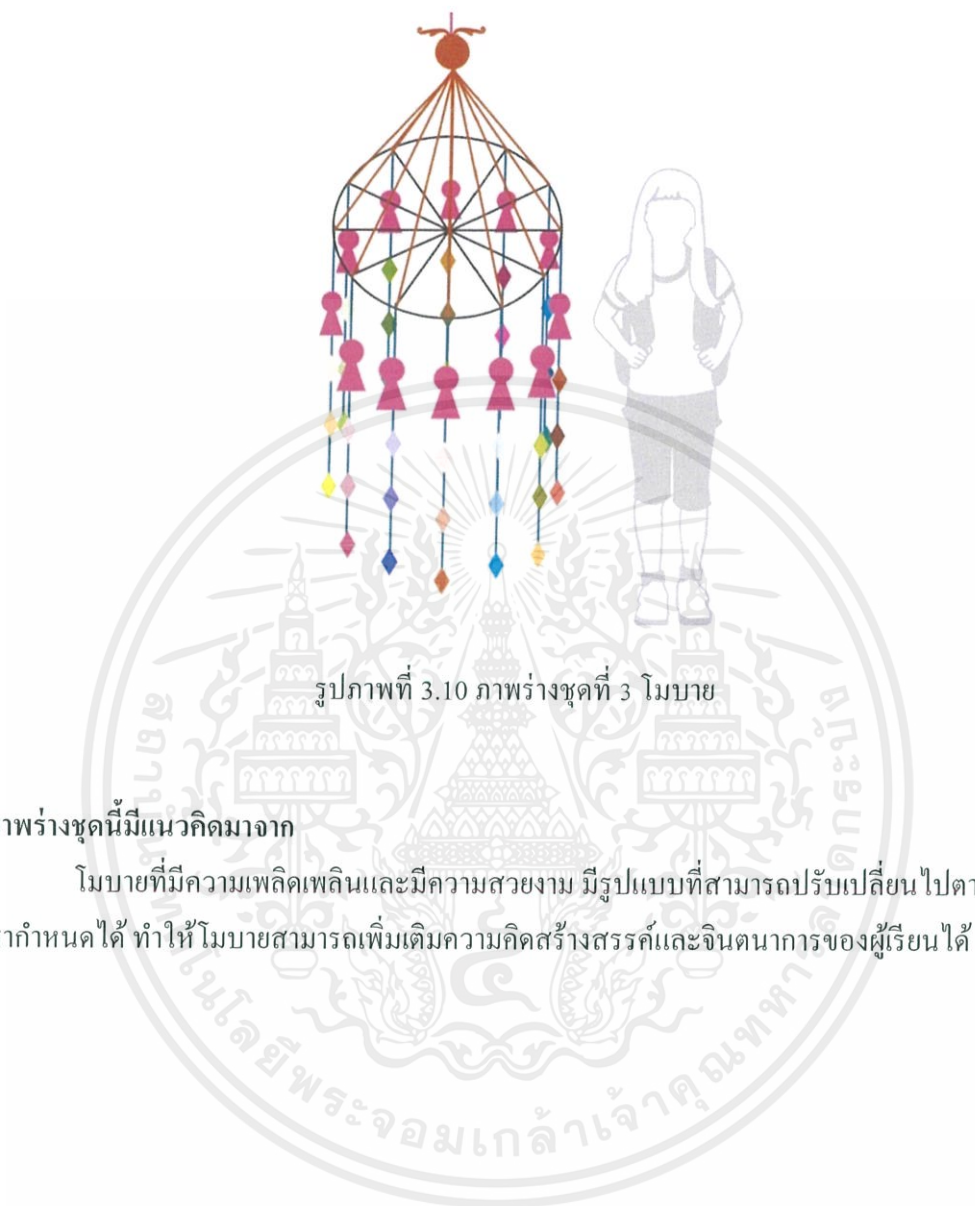 รูปภาพที่ 3.10 ภาพร่างชุดที่ 3 โมบาย
าพร่างชุดนี้มีแนวคิดมาจาก
โมบายที่มีความเพลิดเพลินและมีความสวยงาม มีรูปแบบที่สามารถปรับเปลี่ยนไปตา
รากำหนดได้ ทำให้โมบายสามารถเพิ่มเติมความคิดสร้างสรรค์และจินตนาการของผู้เรียนได้